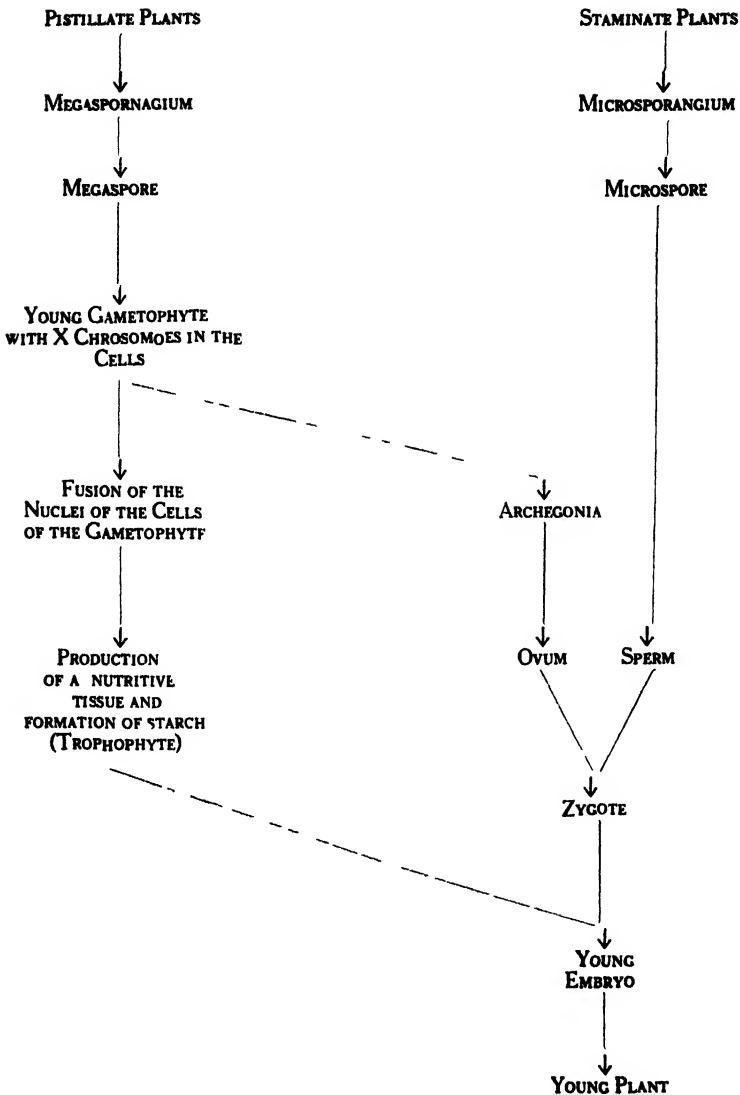 PISTILLATE PLANTS
STAMINATE PLANTS
MEGASPORNAGIUM
MICROSPORANGIUM
MEGASPORE
MICROSPORE
YOUNG GAMETOPHYTE
WITH X CHROSOMOES IN THE
CELLS
FUSION OF THE
NUCLEI OF THE CELLS
OF THE GAMETOPHYTE
ARCHEGONIA
PRODUCTION
OF A NUTRITIVE
TISSUE AND
FORMATION OF STARCH
(TROPHOPHYTE)
OVUM
SPERM
ZYGOTE
YOUNG
EMBRYO
YOUNG PLANT